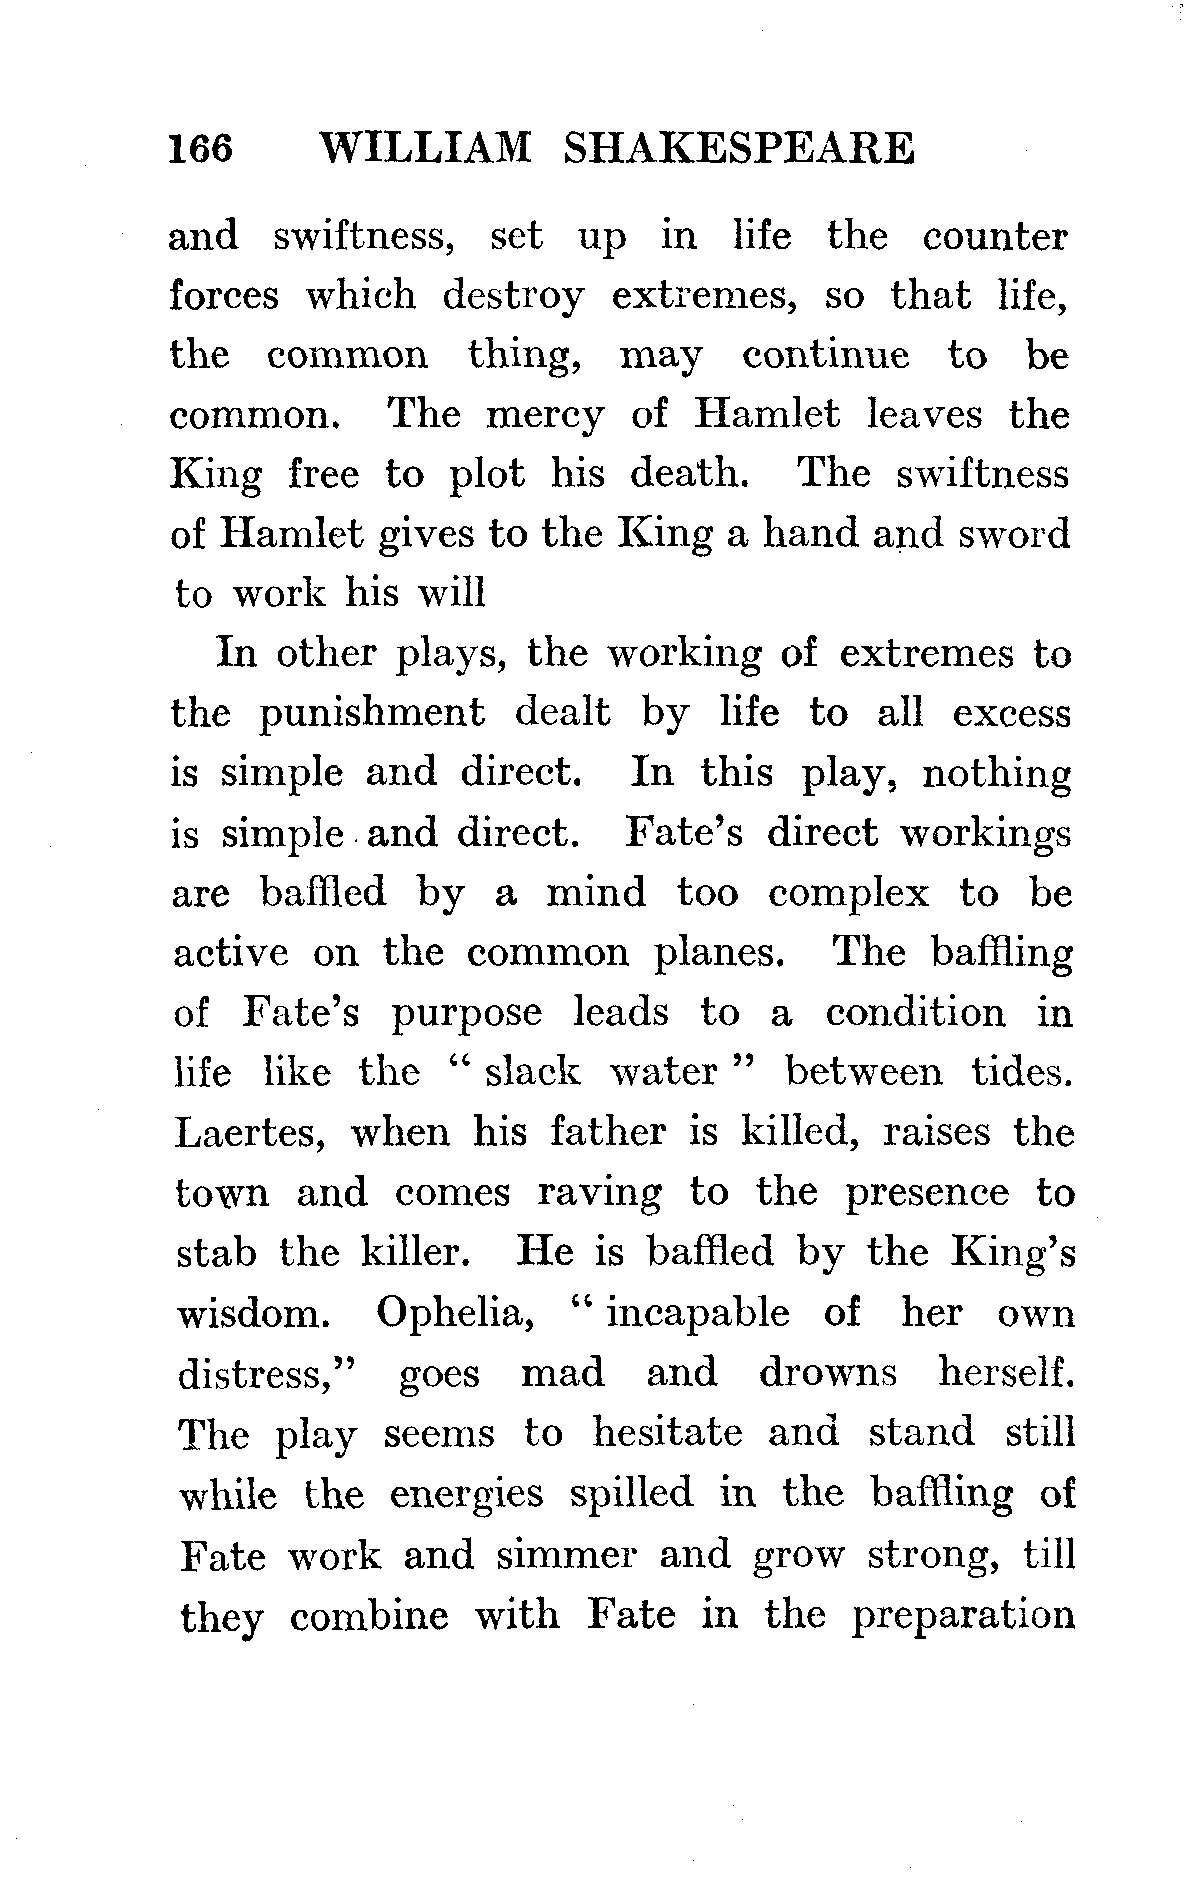 166 WILLIAM SHAKESPEARE
and swiftness, set up in life the counter
forces which destroy extremes, so that life,
the common thing, may continue to be
common. The mercy of Hamlet leaves the
King free to plot his death. The swiftness
of Hamlet gives to the King a hand and sword
to work his will
In other plays, the working of extremes to
the punishment dealt by life to all excess
is simple and direct. In this play, nothing
is simple and direct. Fate's direct workings
are baffled by a mind too complex to be
active on the common planes. The baffling
of Fate's purpose leads to a condition in
life like the “ slack water ” between tides.
Laertes, when his father is killed, raises the
town and comes raving to the presence to
stab the killer. He is baffled by the King's
wisdom. Ophelia, “ incapable of her own
distress,” goes mad and drowns herself.
The play seems to hesitate and stand still
while the energies spilled in the baffling of
Fate work and simmer and grow strong, till
they combine with Fate in the preparation